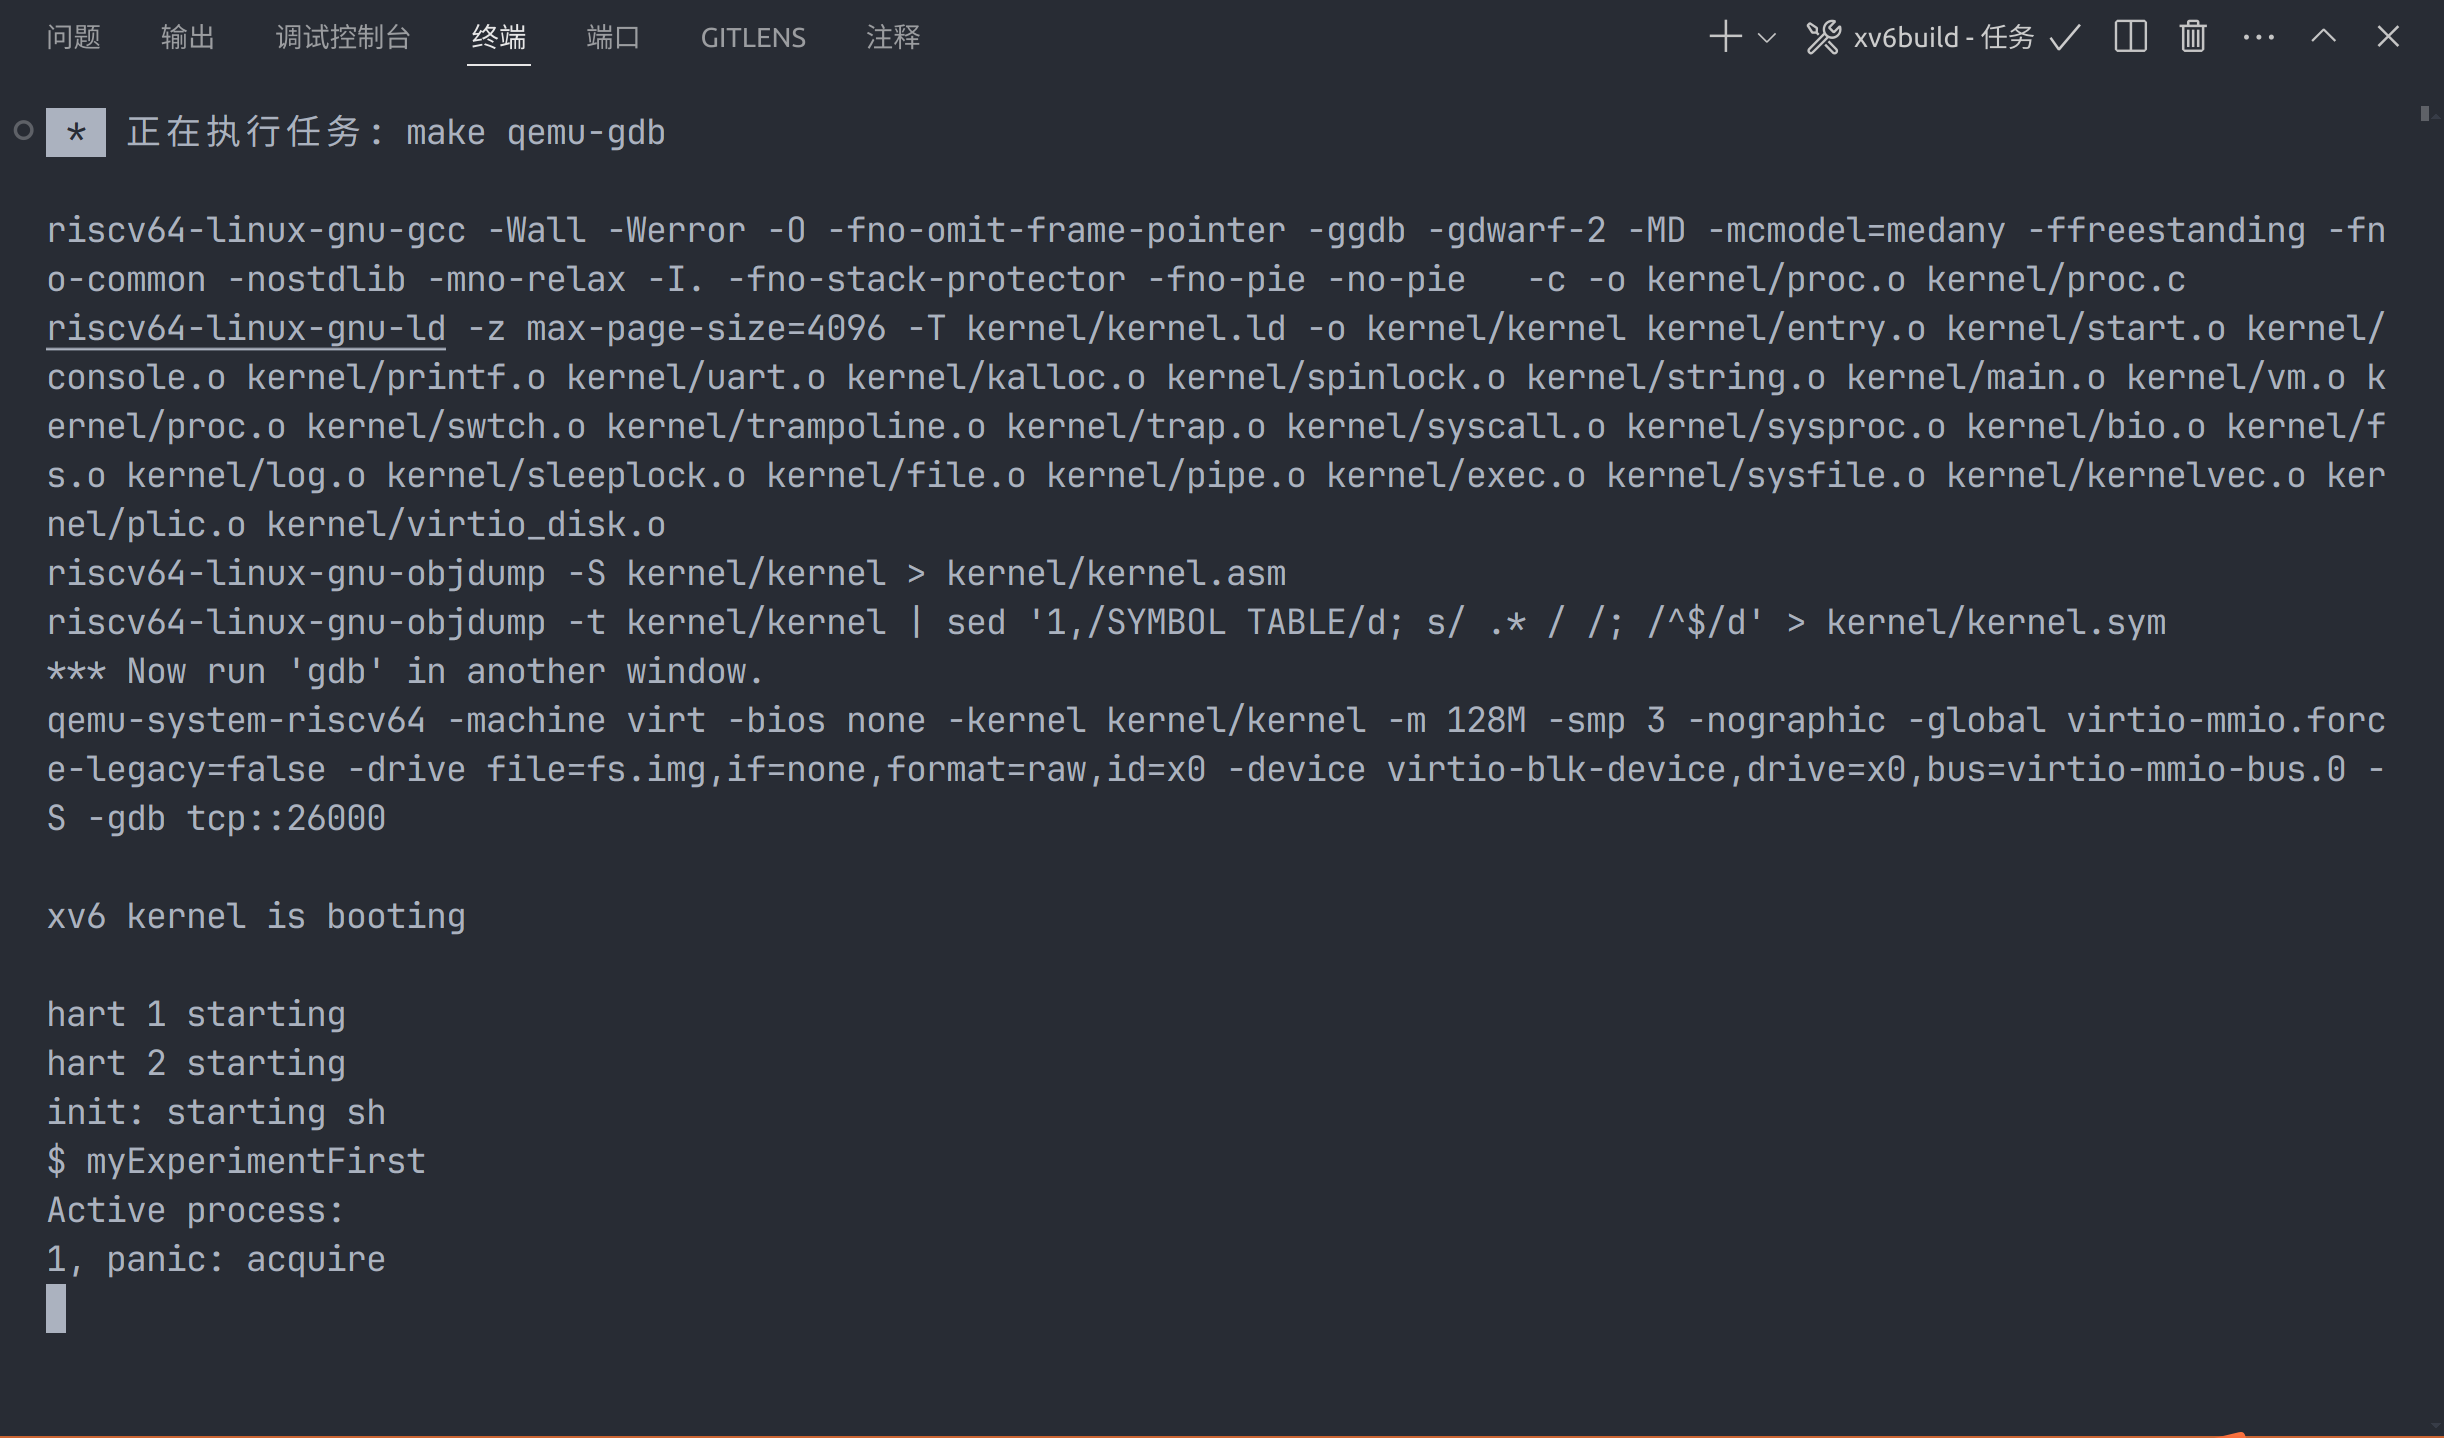 问题 输出 调试控制台 终端 端口 GITLENS 注释 xv6build - 任务
* 正在执行任务: make qemu-gdb
riscv64-linux-gnu-gcc -Wall -Werror -O -fno-omit-frame-pointer -ggdb -gdwarf-2 -MD -mcmodel=medany -ffreestanding -fn
o-common -nostdlib -mno-relax -I. -fno-stack-protector -fno-pie -no-pie   -c -o kernel/proc.o kernel/proc.c
riscv64-linux-gnu-ld -z max-page-size=4096 -T kernel/kernel.ld -o kernel/kernel kernel/entry.o kernel/start.o kernel/
console.o kernel/printf.o kernel/uart.o kernel/kalloc.o kernel/spinlock.o kernel/string.o kernel/main.o kernel/vm.o k
ernel/proc.o kernel/swtch.o kernel/trampoline.o kernel/trap.o kernel/syscall.o kernel/sysproc.o kernel/bio.o kernel/f
s.o kernel/log.o kernel/sleeplock.o kernel/file.o kernel/pipe.o kernel/exec.o kernel/sysfile.o kernel/kernelvec.o ker
nel/plic.o kernel/virtio_disk.o
riscv64-linux-gnu-objdump -S kernel/kernel > kernel/kernel.asm
riscv64-linux-gnu-objdump -t kernel/kernel | sed '1,/SYMBOL TABLE/d; s/ .* / /; /^$/d' > kernel/kernel.sym
*** Now run 'gdb' in another window.
qemu-system-riscv64 -machine virt -bios none -kernel kernel/kernel -m 128M -smp 3 -nographic -global virtio-mmio.forc
e-legacy=false -drive file=fs.img,if=none,format=raw,id=x0 -device virtio-blk-device,drive=x0,bus=virtio-mmio-bus.0 -
S -gdb tcp::26000
xv6 kernel is booting
hart 1 starting
hart 2 starting
init: starting sh
$ myExperimentFirst
Active process:
1, panic: acquire